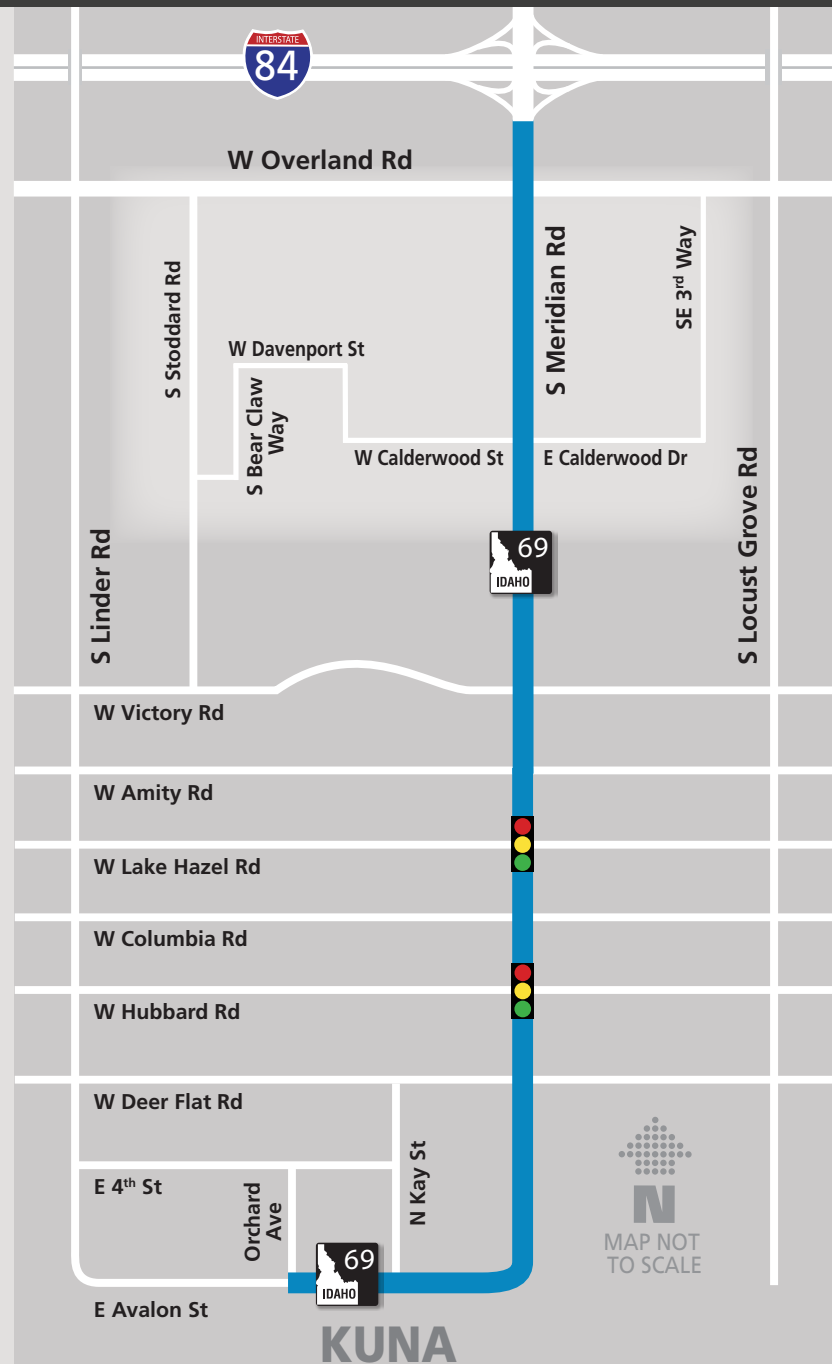 INTERSTATE
84
W Overland Rd
S Stoddard Rd
S Meridian Rd
SE 3rd Way
W Davenport St
S Bear Claw
Way
W Calderwood St
E Calderwood Dr
S Linder Rd
S Locust Grove Rd
69
IDAHO
W Victory Rd
W Amity Rd
W Lake Hazel Rd
W Columbia Rd
W Hubbard Rd
W Deer Flat Rd
E 4th St
Orchard
Ave
N Kay St
N
MAP NOT
TO SCALE
69
IDAHO
E Avalon St
KUNA